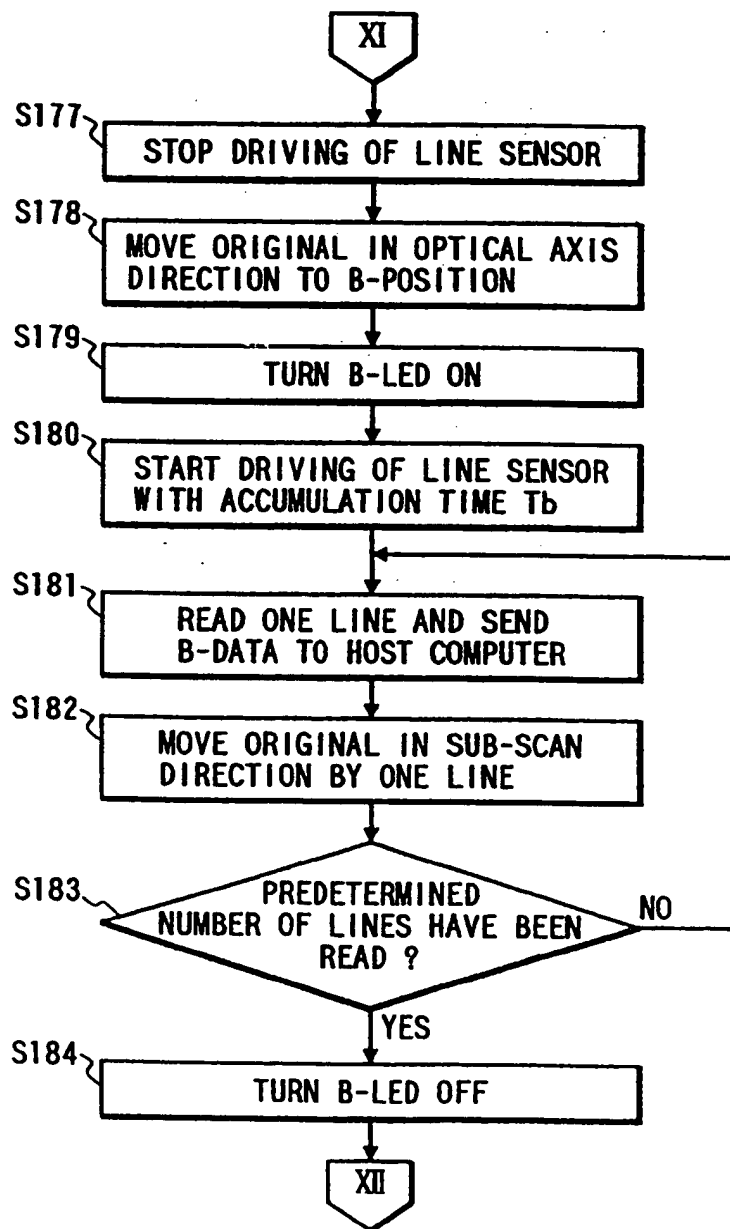 XI
S177
STOP DRIVING OF LINE SENSOR
S178
MOVE ORIGINAL IN OPTICAL AXIS
DIRECTION TO B-POSITION
S179
TURN B-LED ON
S180
START DRIVING OF LINE SENSOR
WITH ACCUMULATION TIME Tb
S181
READ ONE LINE AND SEND
B-DATA TO HOST COMPUTER
S182
MOVE ORIGINAL IN SUB-SCAN
DIRECTION BY ONE LINE
S183
PREDETERMINED
NUMBER OF LINES HAVE BEEN
READ ?
NO
YES
S184
TURN B-LED OFF
XII